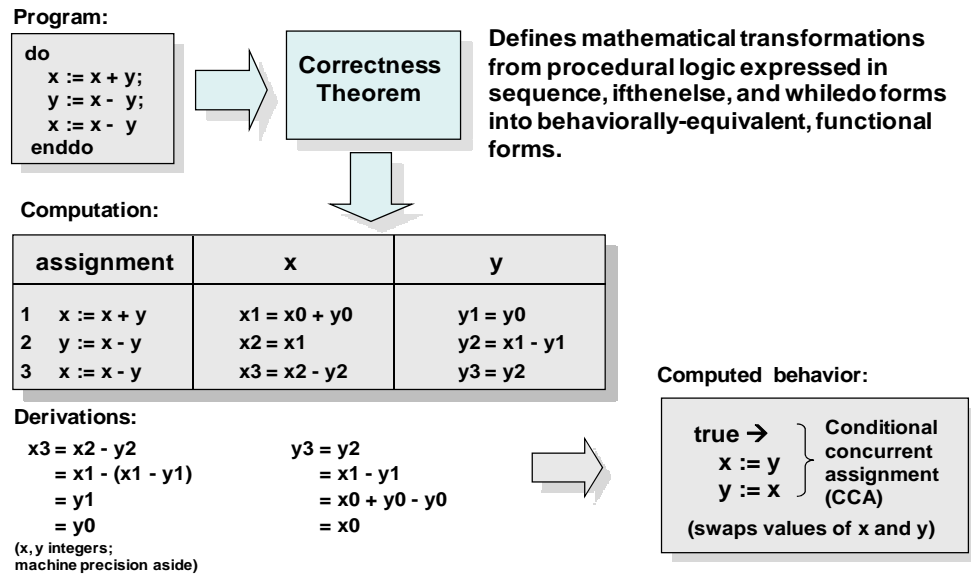 Program:
do
x := x + y;
y := x - y;
x := x - y
enddo
Correctness
Theorem
Defines mathematical transformations
from procedural logic expressed in
sequence, ifthenelse, and whiledo forms
into behaviorally-equivalent, functional
forms.
Computation:
assignment x y
1 x := x + y x1 = x0 + y0 y1 = y0
2 y := x - y x2 = x1 y2 = x1 - y1
3 x := x - y x3 = x2 - y2 y3 = y2
Derivations:
x3 = x2 - y2
= x1 - (x1 - y1)
= y1
= y0
(x, y integers;
machine precision aside)
y3 = y2
= x1 - y1
= x0 + y0 - y0
= x0
Computed behavior:
true →
x := y
y := x
Conditional
concurrent
assignment
(CCA)
(swaps values of x and y)